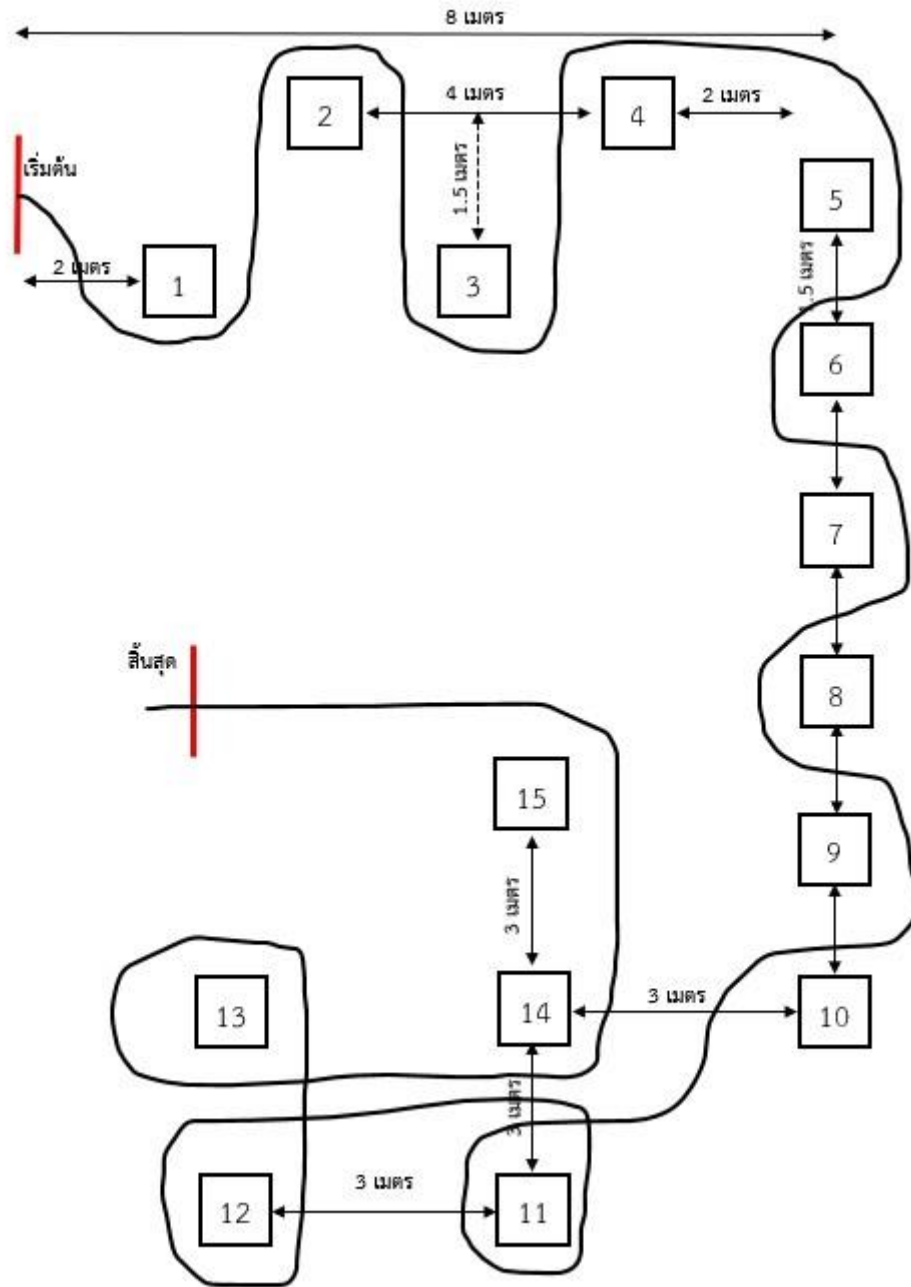 8 เมตร
2
4 เมตร
4
2 เมตร
เริ่มต้น
1.5 เมตร
5
2 เมตร
1
3
1.5 เมตร
6
7
สิ้นสุด
8
15
9
3 เมตร
13
14
3 เมตร
10
3 เมตร
12
3 เมตร
11